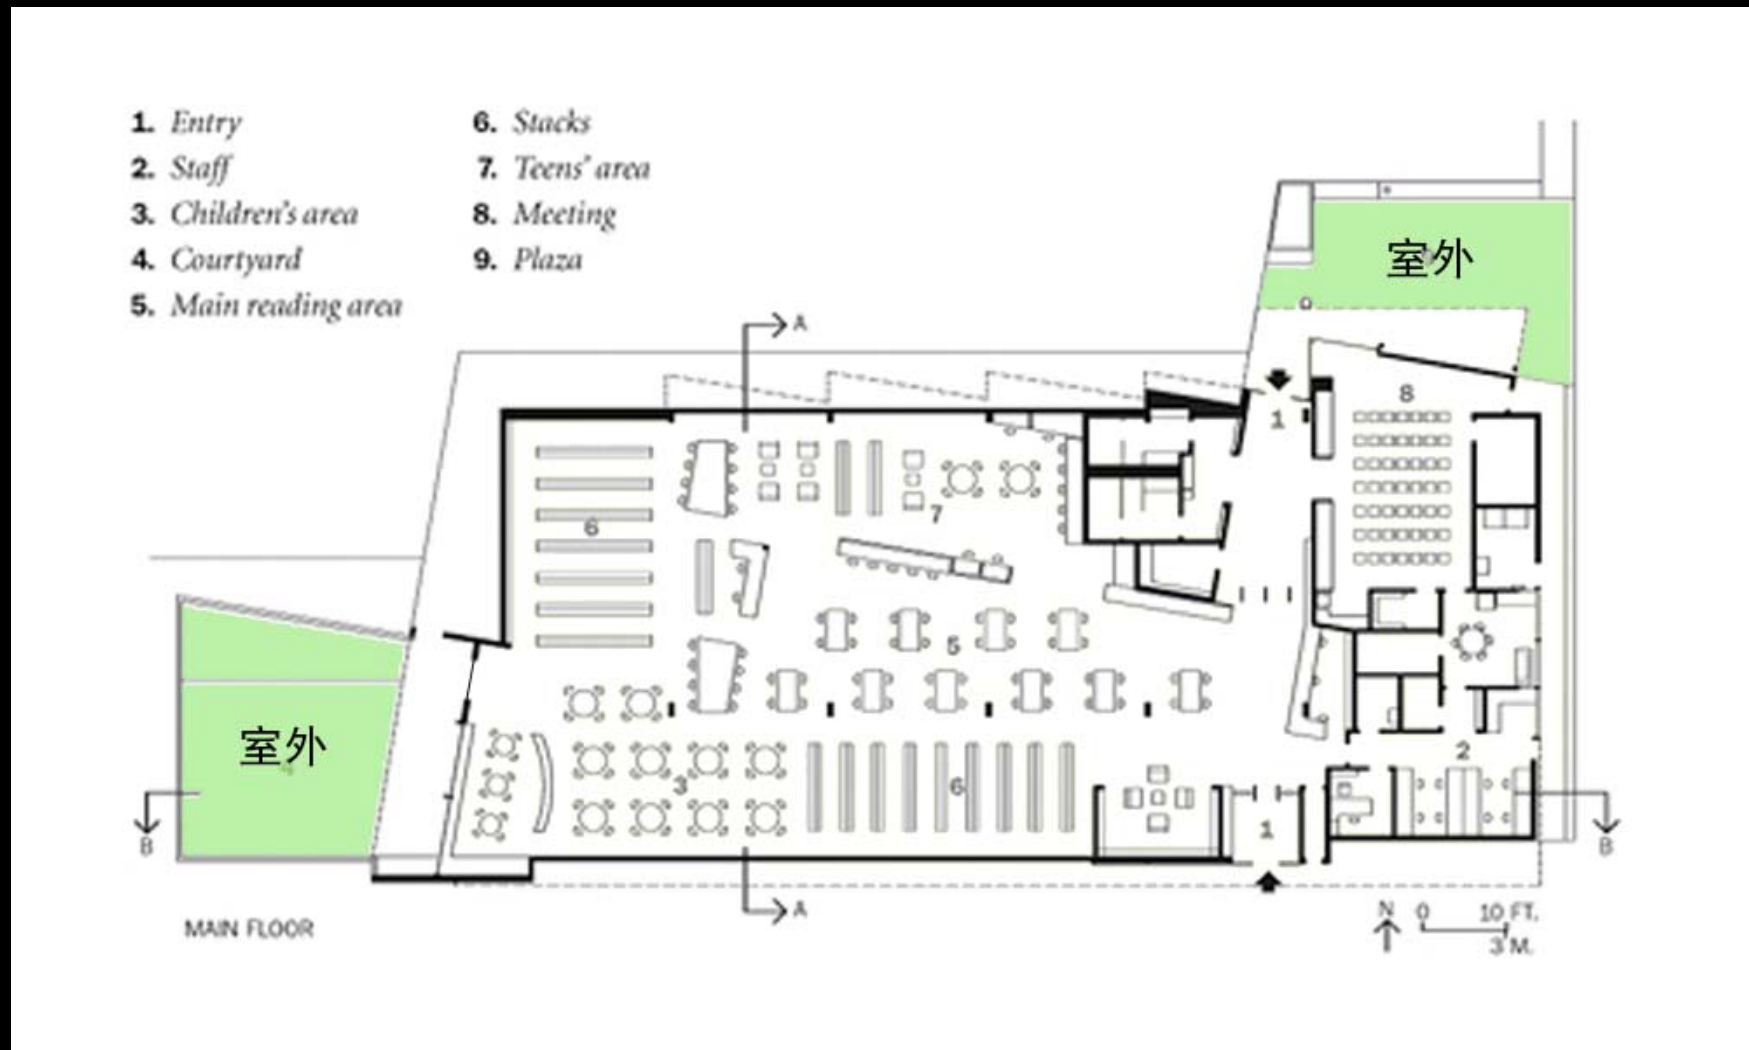 1. Entry
2. Staff
3. Children's area
4. Courtyard
5. Main reading area
6. Stacks
7. Teens' area
8. Meeting
9. Plaza
室外
9
A
8
1
6
7
5
室外
3
6
2
1
B
B
A
MAIN FLOOR
N 0 10 FT.
3 M.